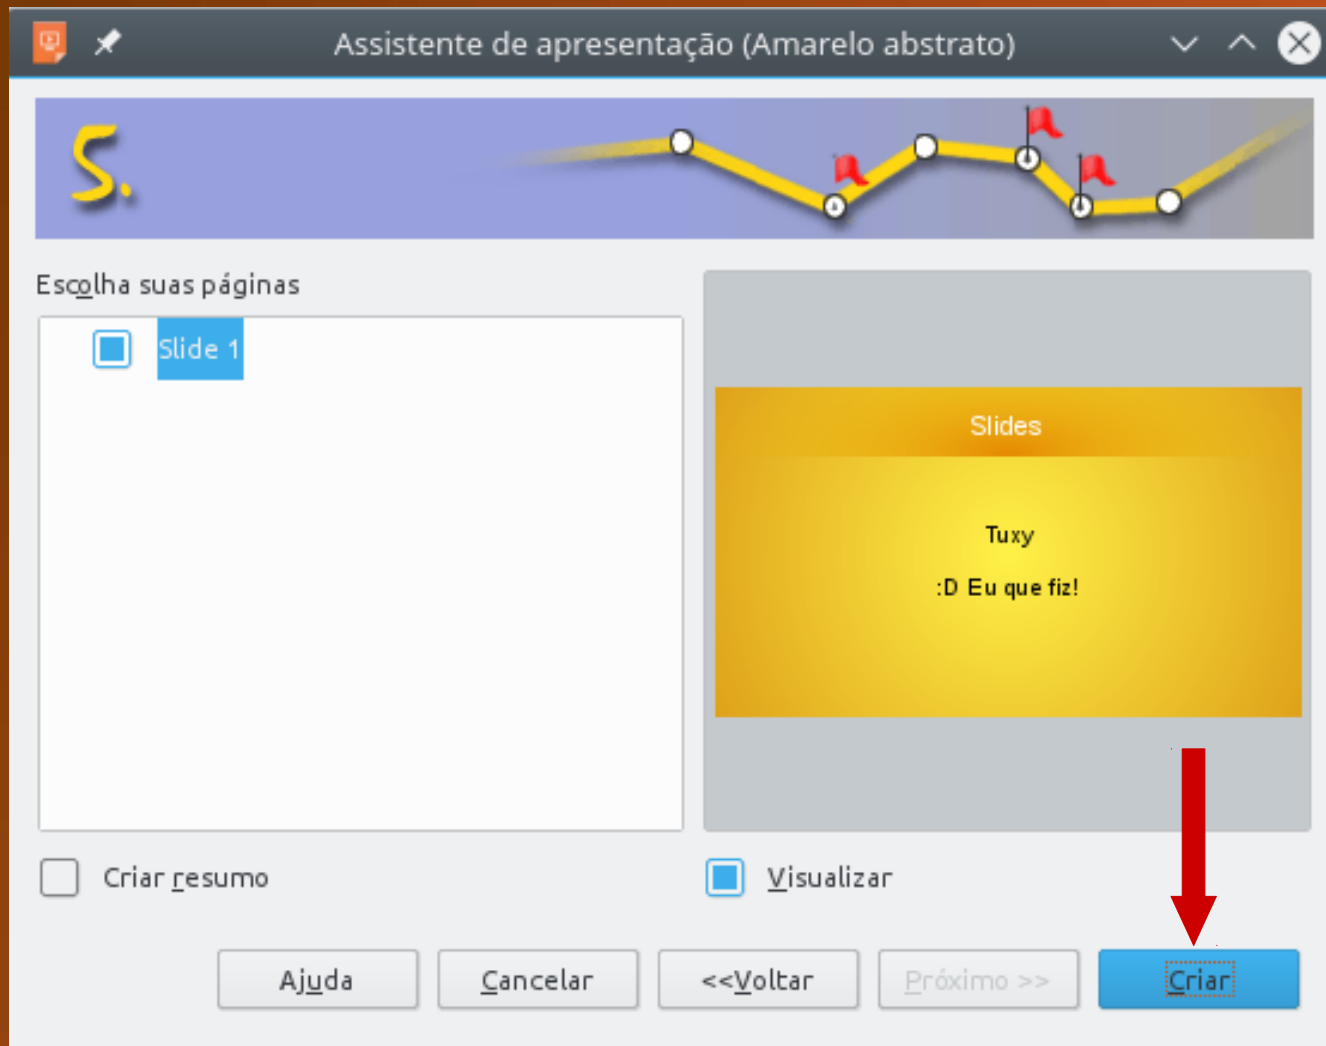 Assistente de apresentação (Amarelo abstrato)
5.
Escolha suas páginas
Slide 1
Slides
Tuxy
:D Eu que fiz!
Criar resumo
Visualizar
Ajuda
Cancelar
<<Voltar
Próximo >>
Criar